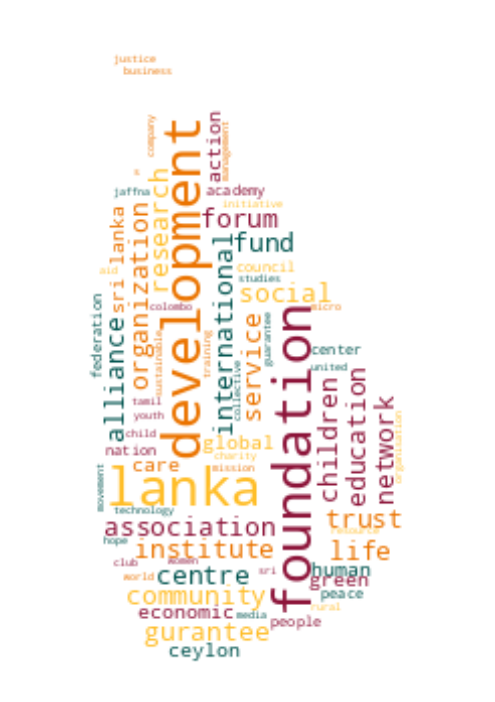 justice
business
company
action
management
development
a
jaffna
academy
research
initiative
sri lanka
organization
forum
fund
international
aid
council
studies
social
federation
colombo
micro
alliance
sustainable
training
service
guarantee
foundation
center
united
collective
tamil
youth
child
children
education
network
organization
nation
global
charity
care
mission
movement
lanka
technology
association
trust
resource
hope
institute
life
club
women
world
centre
sri
human
green
community
peace
economic
media
rural
people
gurantee
ceylon